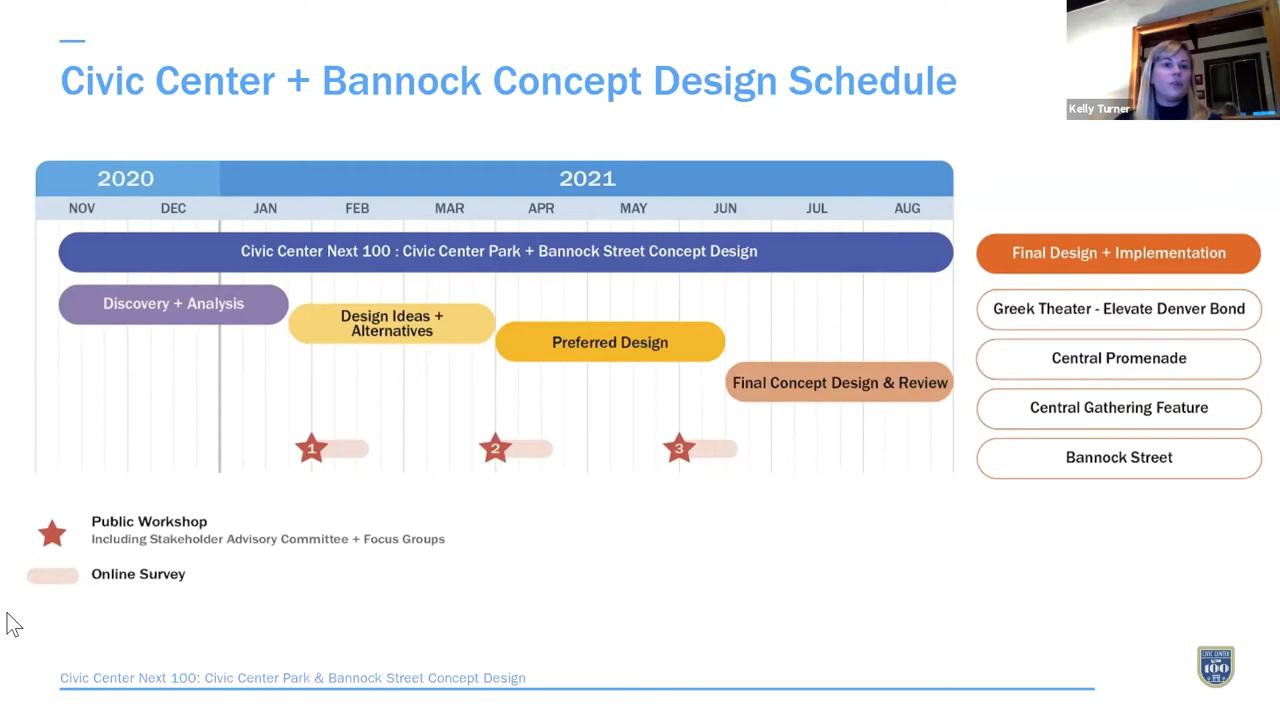 Civic Center + Bannock Concept Design Schedule
Kelly Turner
2020
2021
NOV
DEC
JAN
FEB
MAR
APR
MAY
JUN
JUL
AUG
Civic Center Next 100 : Civic Center Park + Bannock Street Concept Design
Final Design + Implementation
Discovery + Analysis
Design Ideas +
Alternatives
Preferred Design
Final Concept Design & Review
Greek Theater - Elevate Denver Bond
Central Promenade
Central Gathering Feature
Bannock Street
1
2
3
Public Workshop
Including Stakeholder Advisory Committee + Focus Groups
Online Survey
Civic Center Next 100: Civic Center Park & Bannock Street Concept Design
CIVIC CENTER
100